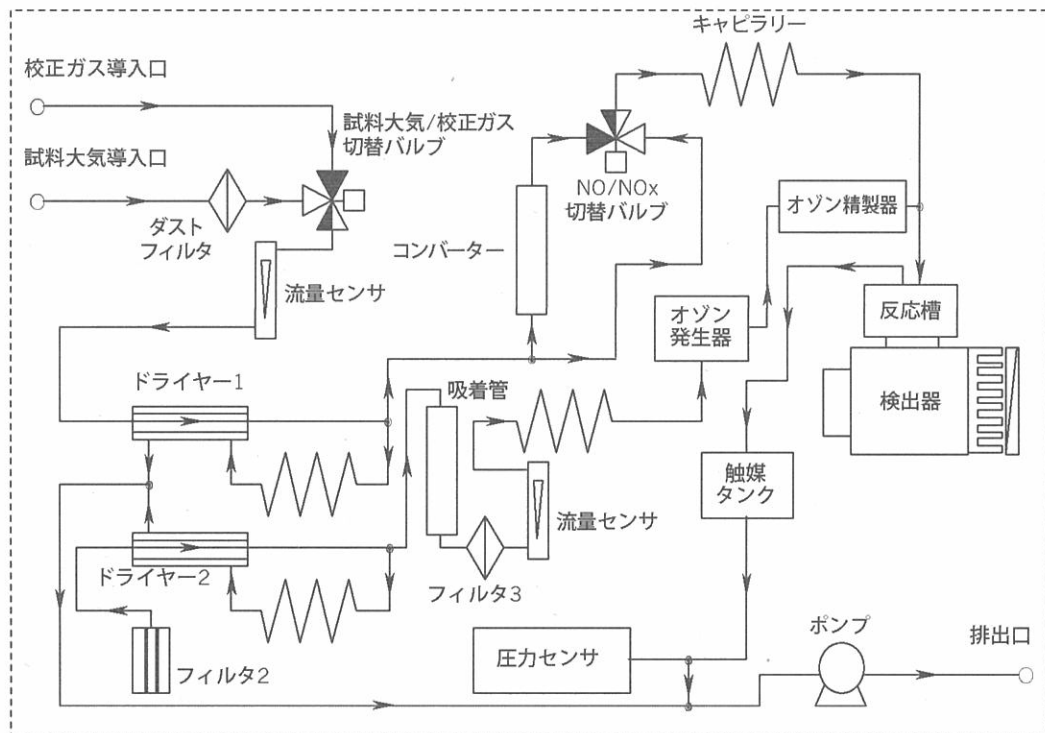 キャピラリー
校正ガス導入口
試料大気/校正ガス
切替バルブ
試料大気導入口
NO/NOx
切替バルブ
オゾン精製器
ダスト
フィルタ
コンバーター
流量センサ
オゾン
発生器
反応槽
ドライヤー1
吸着管
検出器
触媒
タンク
流量センサ
ドライヤー2
フィルタ3
ポンプ
排出口
圧力センサ
フィルタ2